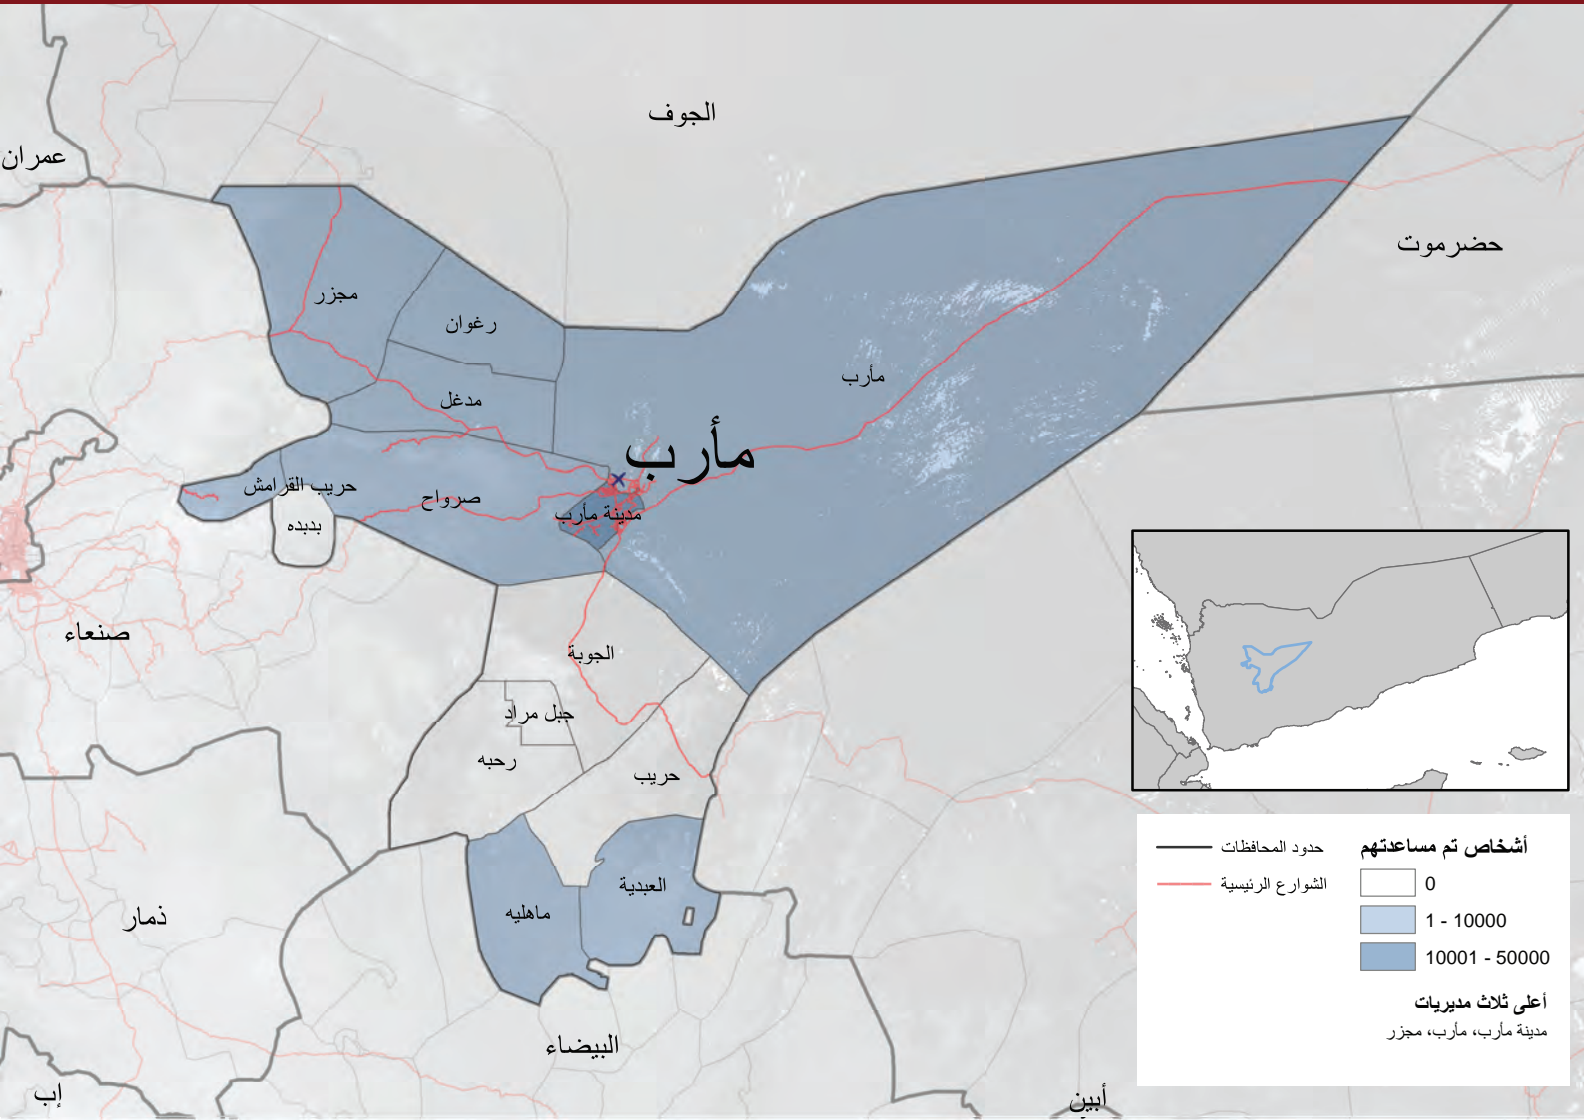 الجوف
عمران
حضرموت
مجزر
رغوان
مأرب
مدغل
مأرب
حريب القرامش
صرواح
مدينة مأرب
بدبده
صنعاء
الجوبة
جبل مراد
رحبه
حريب
العبدية
ماهليه
ذمار
البيضاء
إب
أبين
أشخاص تم مساعدتهم
0
1 - 10000
10001 - 50000
حدود المحافظات
الشوارع الرئيسية
أعلى ثلاث مديريات
مدينة مأرب، مأرب، مجزر